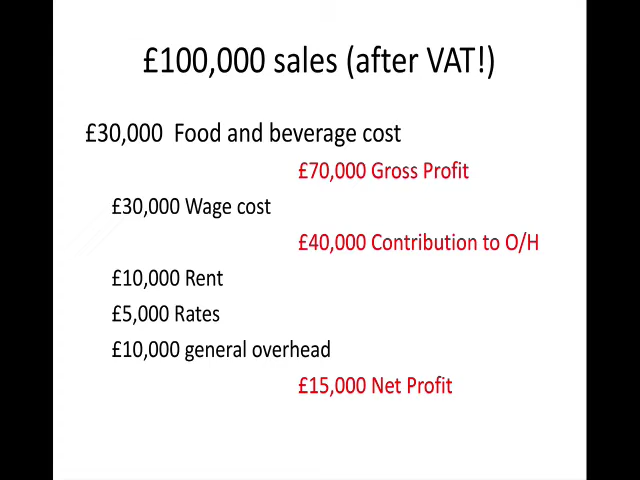 £100,000 sales (after VAT!)
£30,000 Food and beverage cost
£70,000 Gross Profit
£30,000 Wage cost
£40,000 Contribution to O/H
£10,000 Rent
£5,000 Rates
£10,000 general overhead
£15,000 Net Profit